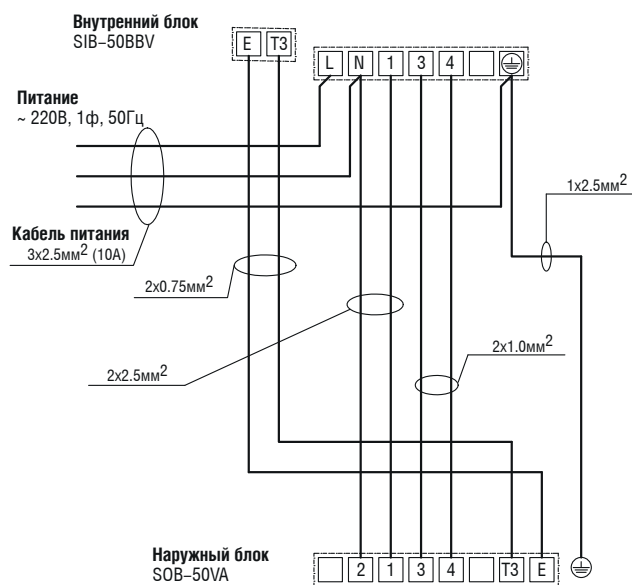 Внутренний блок
SIB–50BBV
E T3
L N 1 3 4
Питание
~ 220В, 1ф, 50Гц
1x2.5мм²
Кабель питания
3x2.5мм² (10А)
2x0.75мм²
2x1.0мм²
2x2.5мм²
Наружный блок
SOB–50VA
2 1 3 4 T3 E